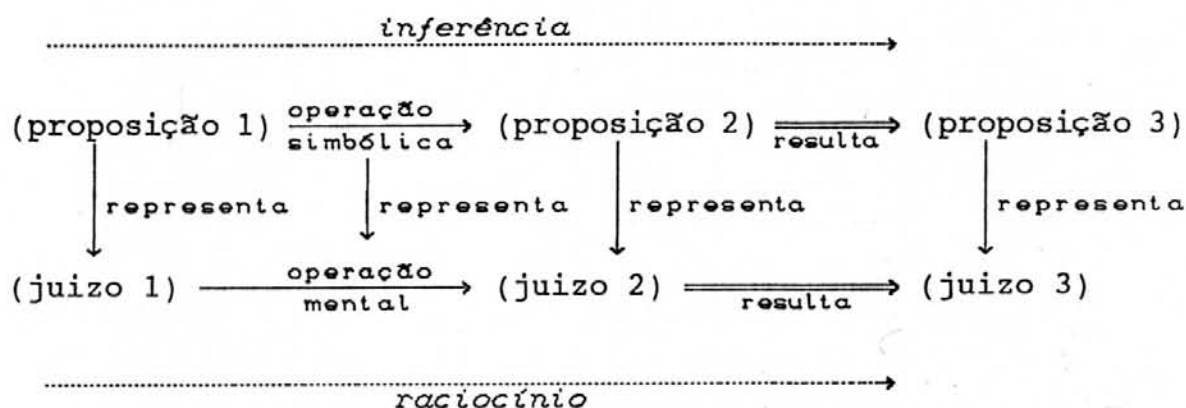 inferência
operação
(proposição 1) (proposição 2) (proposição 3)
simbólica resulta
representa representa representa representa
operação
(juizo 1) (juizo 2) (juizo 3)
mental resulta
raciocínio